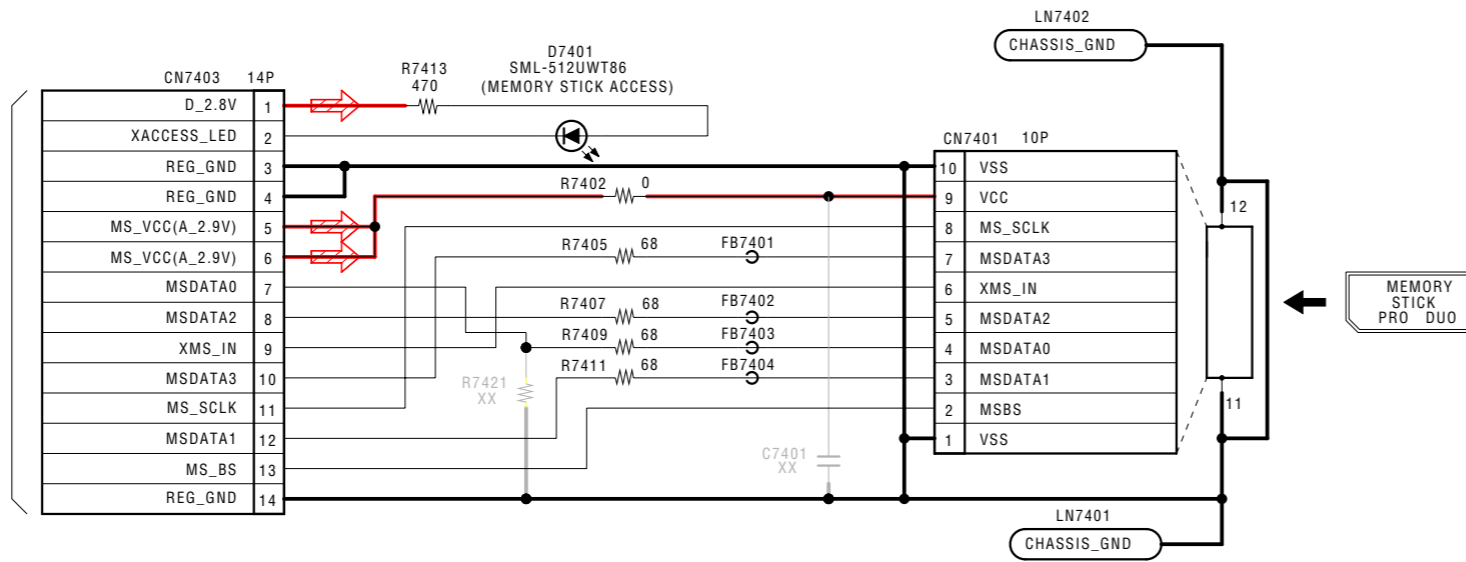 LN7402
CHASSIS_GND
D7401
SML-512UWT86
(MEMORY STICK ACCESS)
R7413
470
CN7403 14P
D_2.8V 1
XACCESS_LED 2
REG_GND 3
REG_GND 4
MS_VCC(A_2.9V) 5
MS_VCC(A_2.9V) 6
MSDATA0 7
MSDATA2 8
XMS_IN 9
MSDATA3 10
MS_SCLK 11
MSDATA1 12
MS_BS 13
REG_GND 14
R7402 0
R7405 68 FB7401
R7407 68 FB7402
R7409 68 FB7403
R7411 68 FB7404
R7421
XX
C7401
XX
CN7401 10P
10 VSS
9 VCC
8 MS_SCLK
7 MSDATA3
6 XMS_IN
5 MSDATA2
4 MSDATA0
3 MSDATA1
2 MSBS
1 VSS
12
11
MEMORY
STICK
PRO DUO
LN7401
CHASSIS_GND